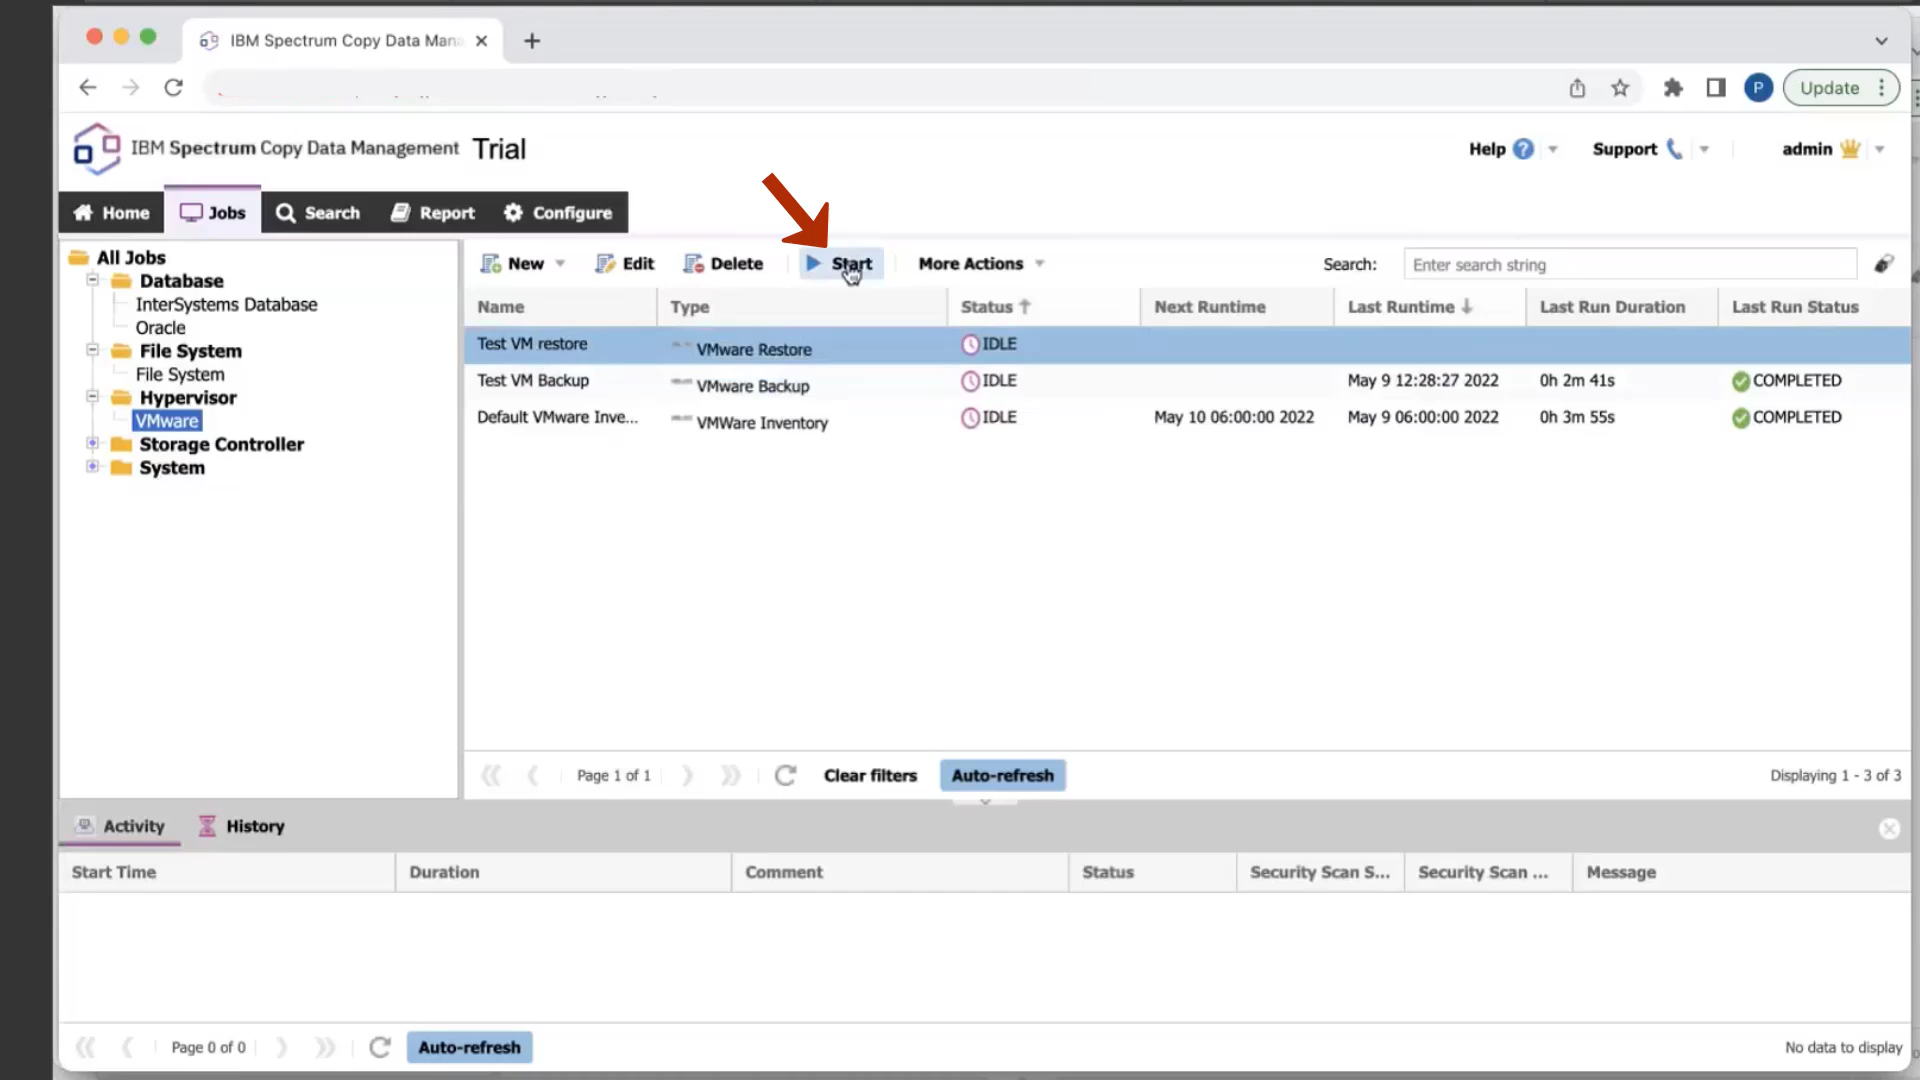 IBM Spectrum Copy Data Mana
P
Update
IBM Spectrum Copy Data Management Trial
Help
Support
admin
Home
Jobs
Search
Report
Configure
All Jobs
Database
InterSystems Database
Oracle
File System
File System
Hypervisor
VMware
Storage Controller
System
New
Edit
Delete
Start
More Actions
Search:
Enter search string
Name Type Status Next Runtime Last Runtime Last Run Duration Last Run Status
Test VM restore VMware Restore IDLE
Test VM Backup VMware Backup IDLE May 9 12:28:27 2022 0h 2m 41s COMPLETED
Default VMware Inve... VMWare Inventory IDLE May 10 06:00:00 2022 May 9 06:00:00 2022 0h 3m 55s COMPLETED
Page 1 of 1
Clear filters
Auto-refresh
Displaying 1 - 3 of 3
Activity
History
Start Time Duration Comment Status Security Scan S... Security Scan ... Message
Page 0 of 0
Auto-refresh
No data to display